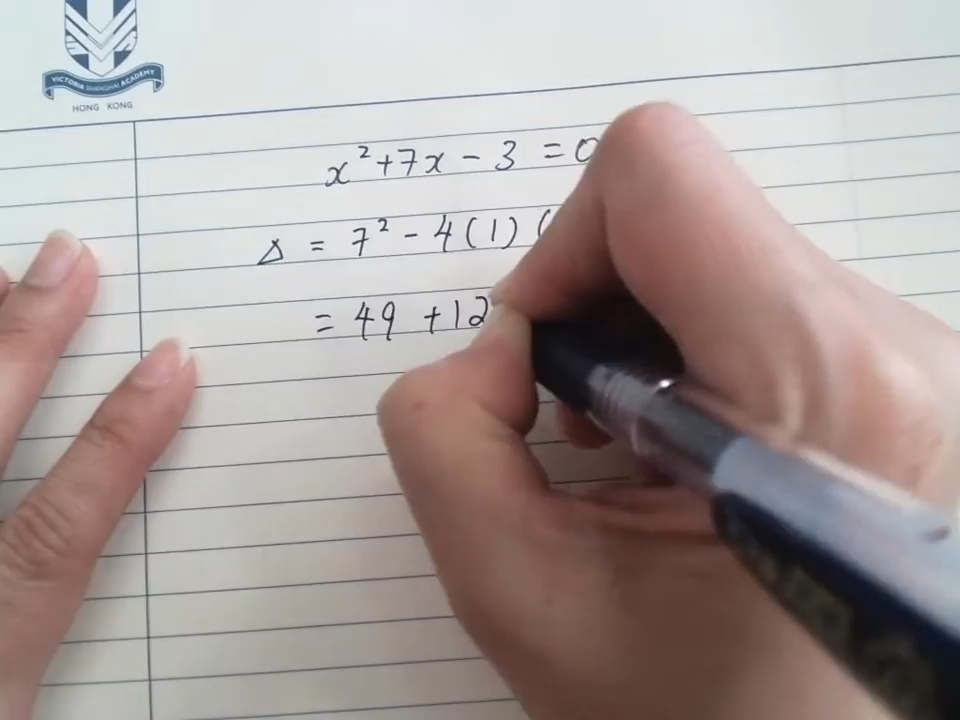 VICTORIA SHANGHAI ACADEMY
HONG KONG
x² + 7x - 3 = 0
Δ = 7² - 4(1)(
= 49 + 12